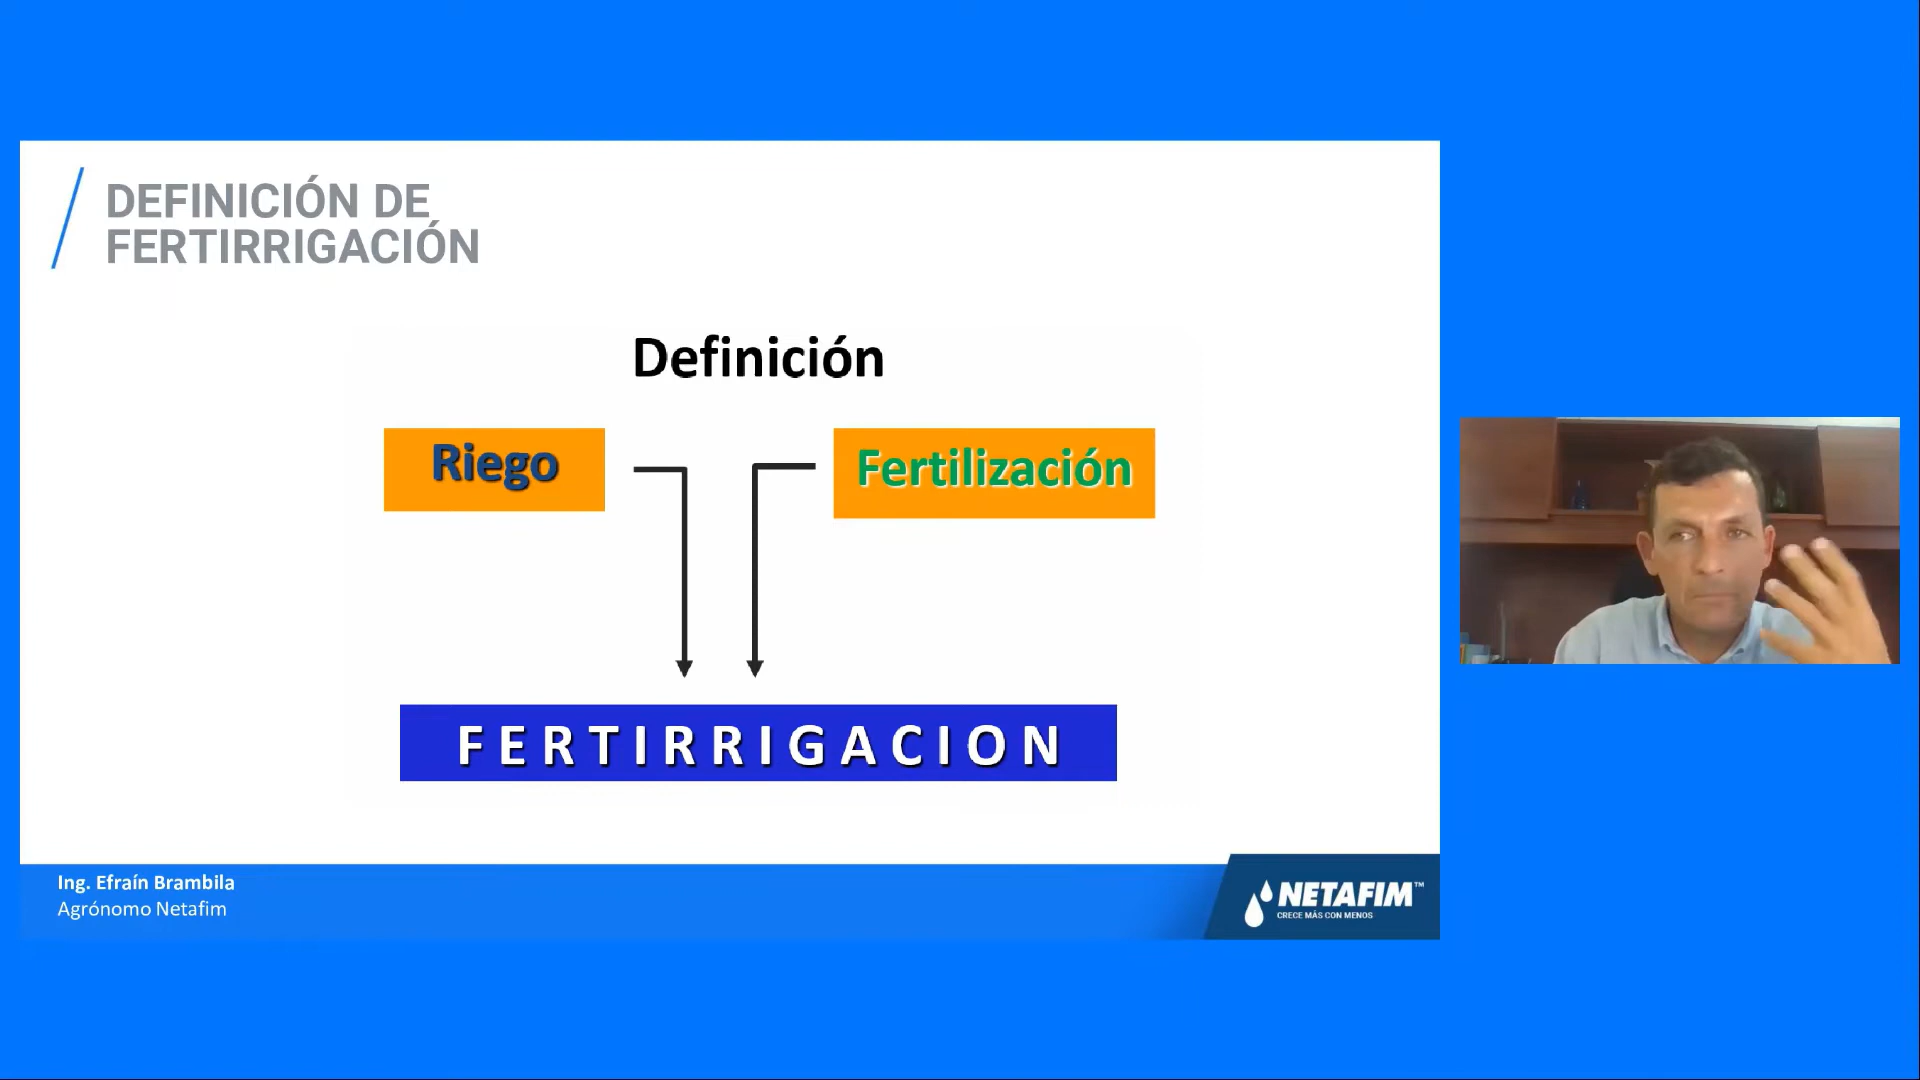 DEFINICIÓN DE
FERTIRRIGACIÓN
Definición
Riego
Fertilización
FERTIRRIGACION
Ing. Efraín Brambila
Agrónomo Netafim
NETAFIM™
CRECE MÁS CON MENOS